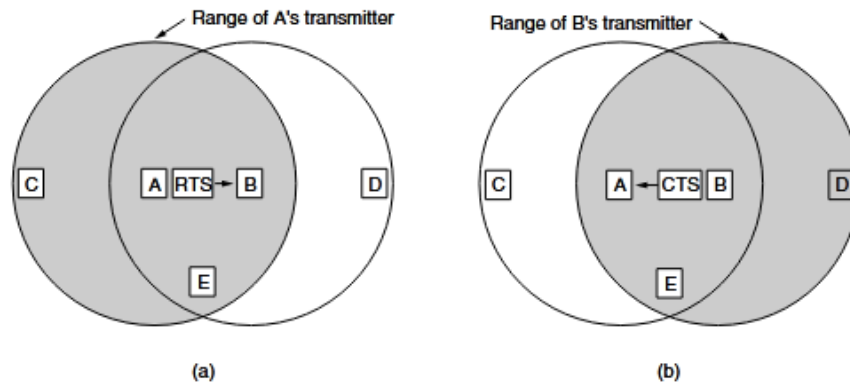 Range of A's transmitter
C
A
RTS
B
D
E
(a)
Range of B's transmitter
C
A
CTS
B
D
E
(b)